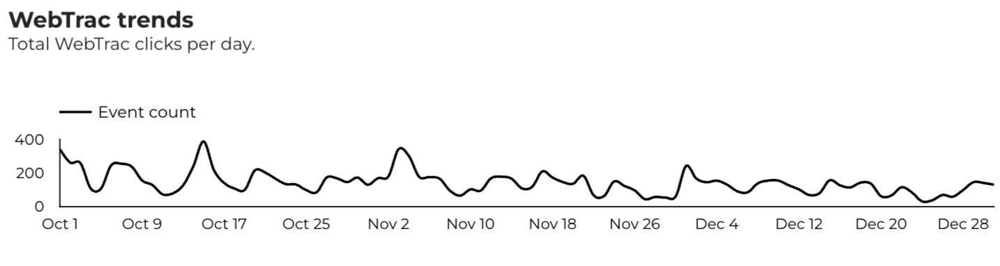 WebTrac trends
Total WebTrac clicks per day.
Event count
400
200
0
Oct 1 Oct 9 Oct 17 Oct 25 Nov 2 Nov 10 Nov 18 Nov 26 Dec 4 Dec 12 Dec 20 Dec 28